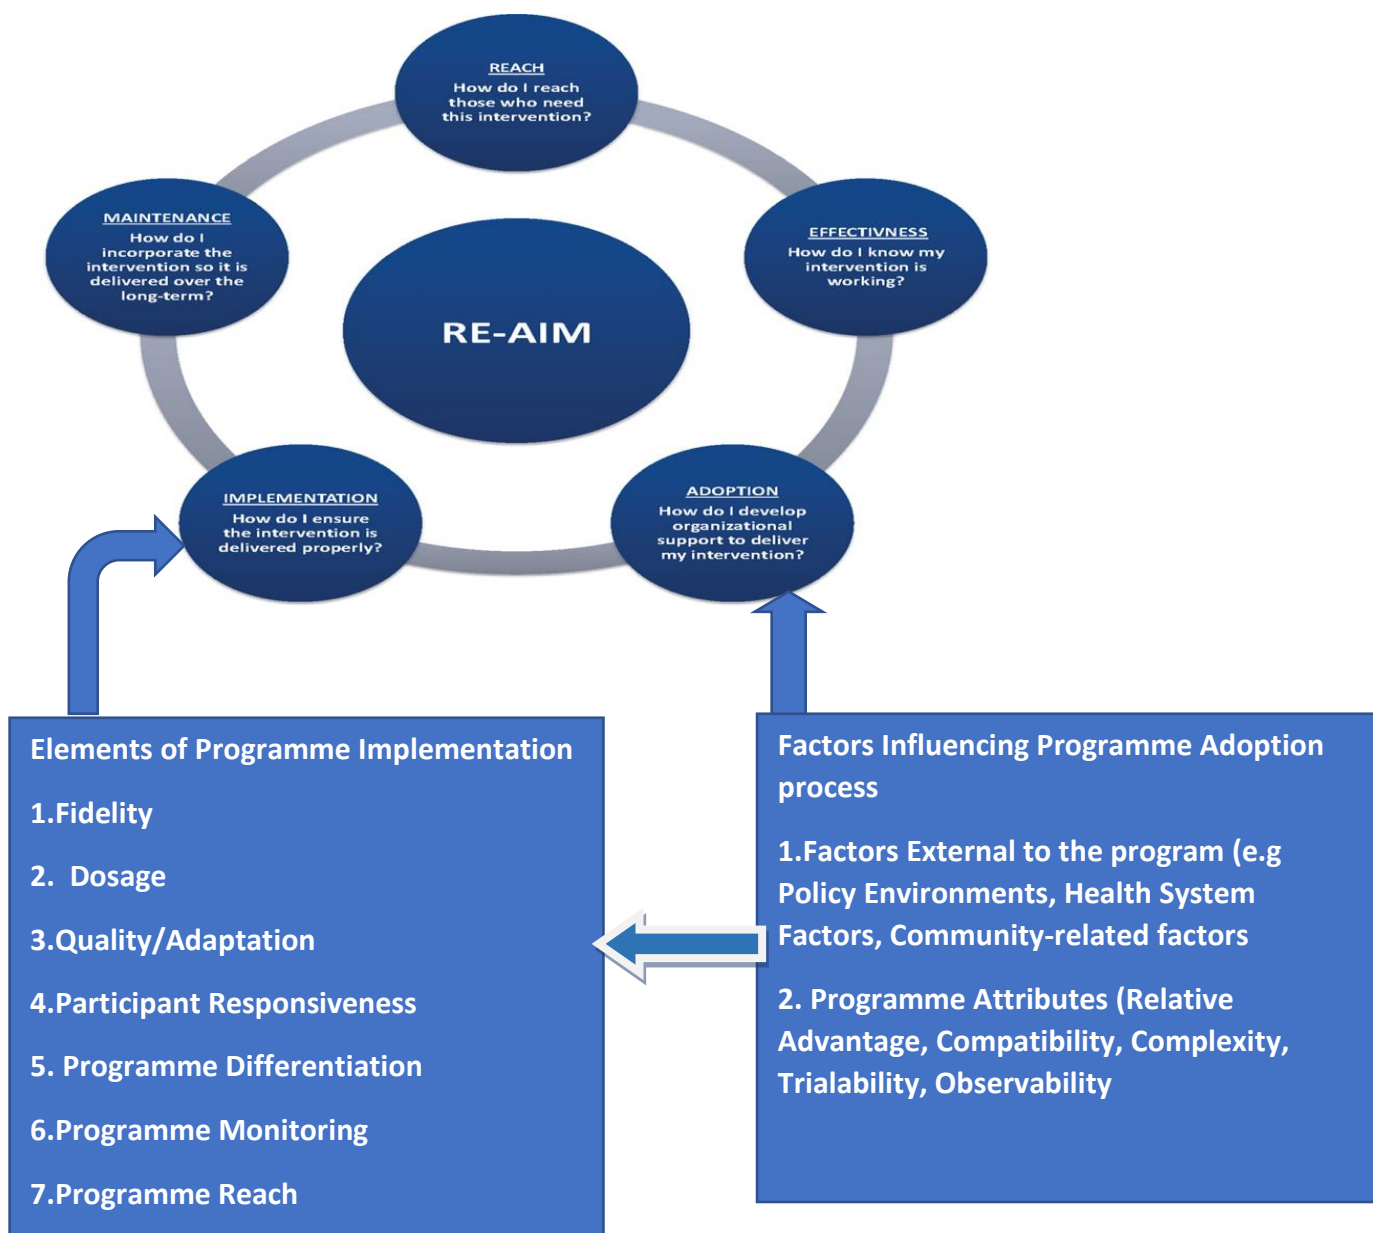 REACH
How do I reach
those who need
this intervention?
MAINTENANCE
How do I
incorporate the
intervention so it is
delivered over the
long-term?
EFFECTIVNESS
How do I know my
intervention is
working?
RE-AIM
IMPLEMENTATION
How do I ensure
the intervention is
delivered properly?
ADOPTION
How do I develop
organizational
support to deliver
my intervention?
Elements of Programme Implementation
1.Fidelity
2. Dosage
3.Quality/Adaptation
4.Participant Responsiveness
5. Programme Differentiation
6.Programme Monitoring
7.Programme Reach
Factors Influencing Programme Adoption
process
1.Factors External to the program (e.g
Policy Environments, Health System
Factors, Community-related factors
2. Programme Attributes (Relative
Advantage, Compatibility, Complexity,
Trialability, Observability